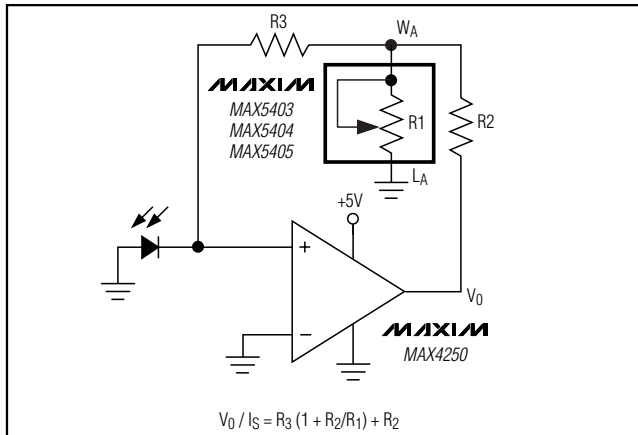 R3
WA
MAXIM
MAX5403
MAX5404
MAX5405
R1
R2
LA
+5V
+
V0
−
MAXIM
MAX4250
V0 / IS = R3 (1 + R2/R1) + R2